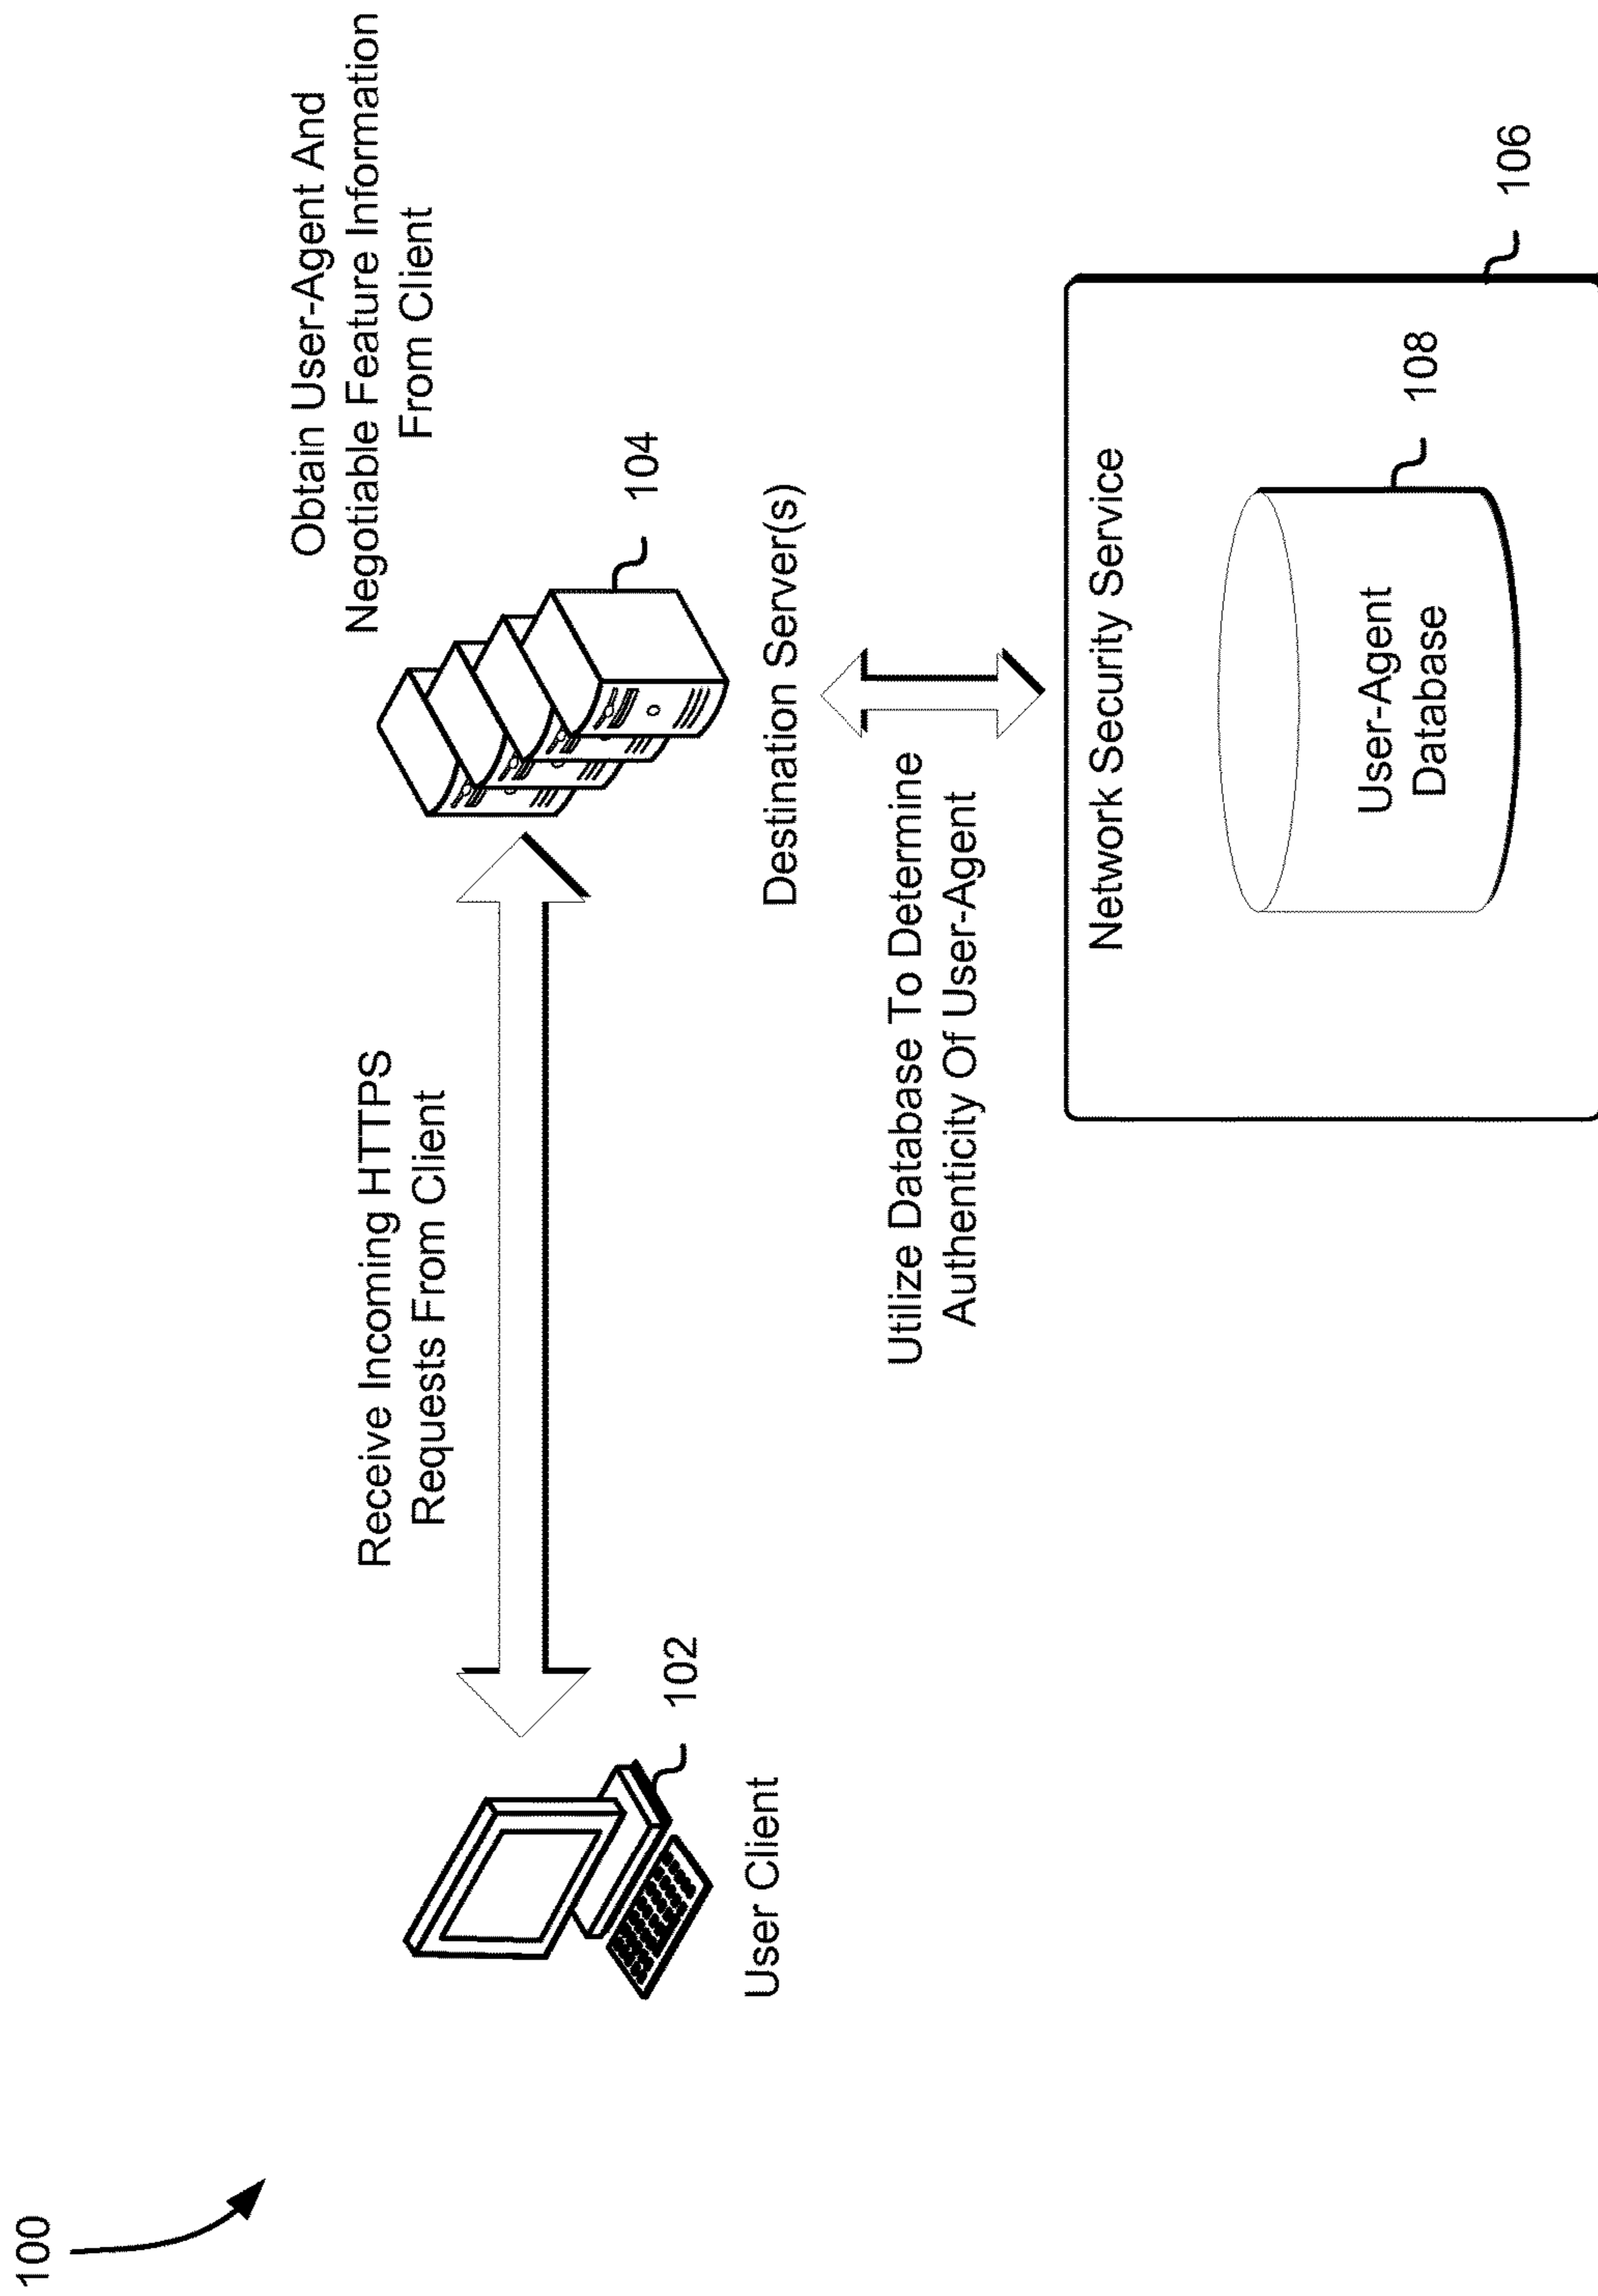 100
Obtain User-Agent And
Negotiable Feature Information
From Client
Receive Incoming HTTPS
Requests From Client
104
102
User Client
Destination Server(s)
Utilize Database To Determine
Authenticity Of User-Agent
Network Security Service
108
User-Agent
Database
106